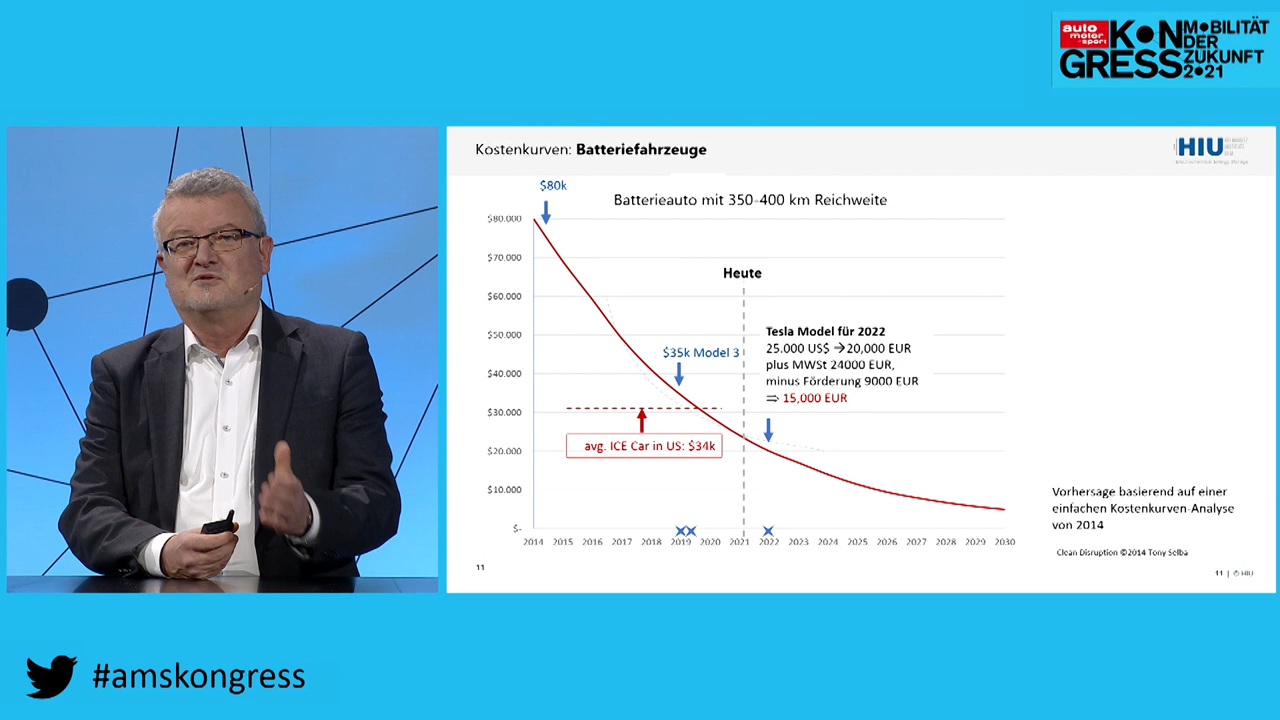 auto
motor
sport
KONGRESS
MOBILITÄT
DER
ZUKUNFT
2021
Kostenkurven: Batteriefahrzeuge
HIU
$80k
Batterieauto mit 350-400 km Reichweite
$80.000
$70.000
$60.000
$50.000
$40.000
$30.000
$20.000
$10.000
$-
Heute
Tesla Model für 2022
25.000 US$ → 20,000 EUR
plus MWSt 24000 EUR,
minus Förderung 9000 EUR
⇒ 15,000 EUR
$35k Model 3
avg. ICE Car in US: $34k
2014 2015 2016 2017 2018 2019 2020 2021 2022 2023 2024 2025 2026 2027 2028 2029 2030
Vorhersage basierend auf einer
einfachen Kostenkurven-Analyse
von 2014
Clean Disruption ©2014 Tony Selba
11
11 | © HIU
#amskongress